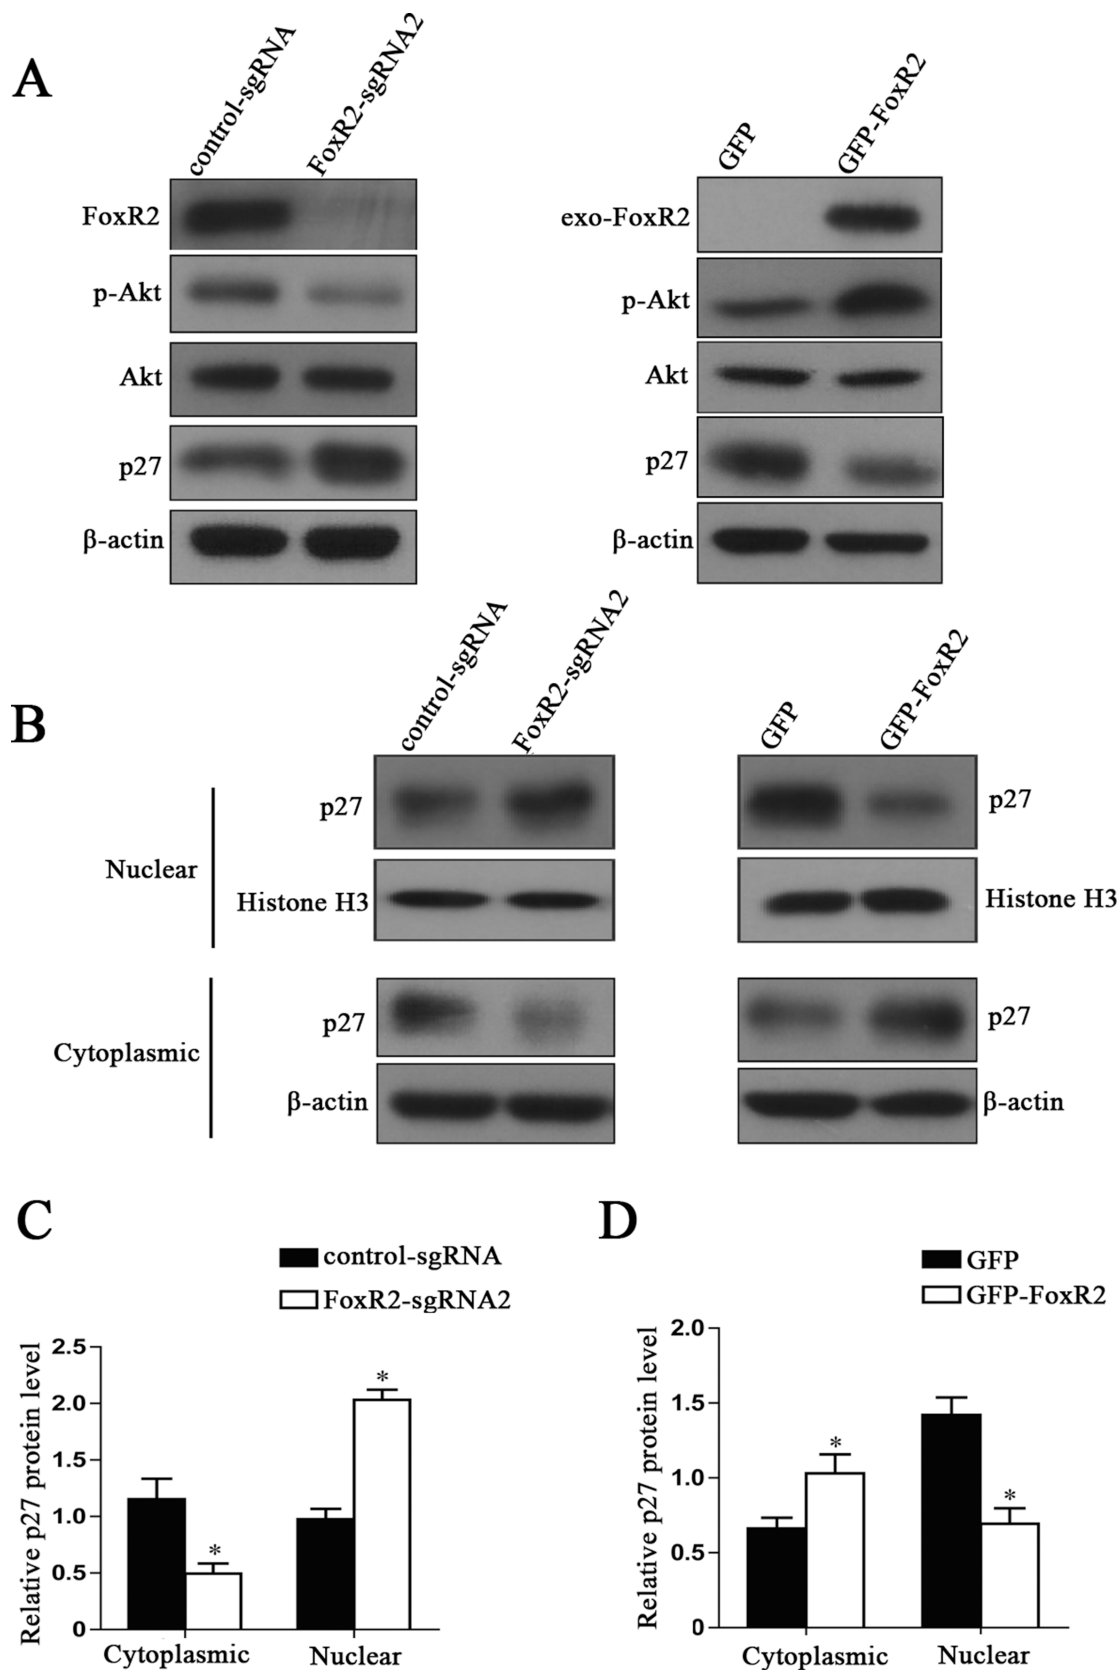 A
control-sgRNA
FoxR2-sgRNA2
GFP
GFP-FoxR2
FoxR2
p-Akt
Akt
p27
β-actin
exo-FoxR2
p-Akt
Akt
p27
β-actin
B
control-sgRNA
FoxR2-sgRNA2
GFP
GFP-FoxR2
Nuclear
p27
p27
Histone H3
Histone H3
Cytoplasmic
p27
p27
β-actin
β-actin
C
control-sgRNA
FoxR2-sgRNA2
Relative p27 protein level
2.5
2.0
1.5
1.0
0.5
0
*
*
Cytoplasmic
Nuclear
D
GFP
GFP-FoxR2
Relative p27 protein level
2.0
1.5
1.0
0.5
0
*
*
Cytoplasmic
Nuclear